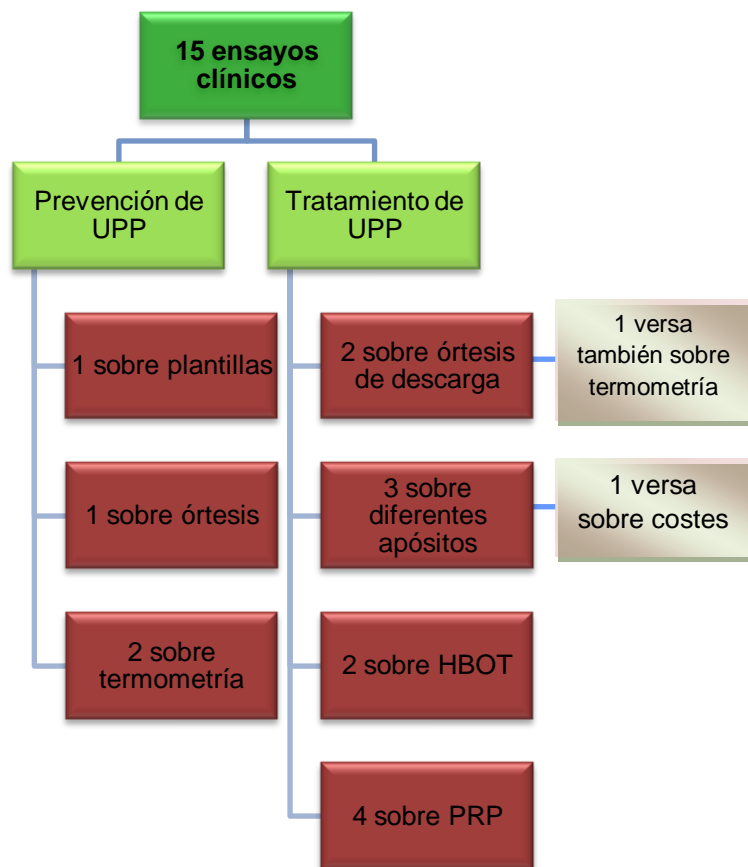 15 ensayos
clínicos
Prevención de
UPP
Tratamiento de
UPP
1 sobre plantillas
1 sobre órtesis
2 sobre
termometría
2 sobre órtesis
de descarga
1 versa
también sobre
termometría
3 sobre
diferentes
apósitos
1 versa
sobre costes
2 sobre HBOT
4 sobre PRP